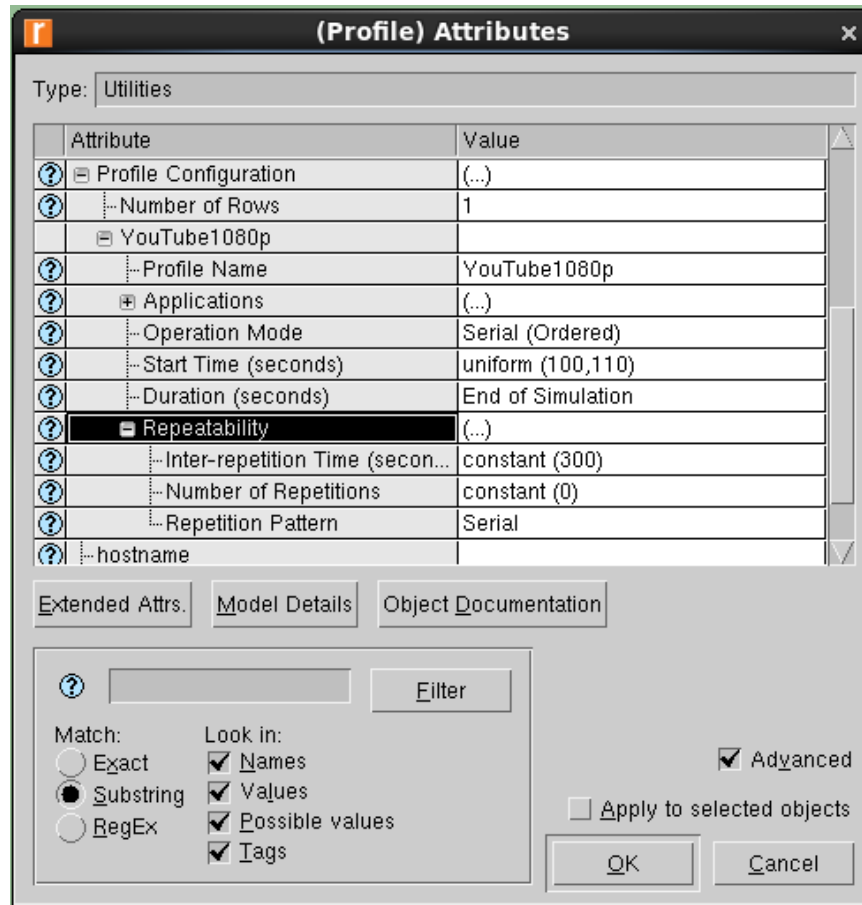 r (Profile) Attributes ×
Type: Utilities
Attribute Value
Profile Configuration (...)
Number of Rows 1
YouTube1080p
Profile Name YouTube1080p
Applications (...)
Operation Mode Serial (Ordered)
Start Time (seconds) uniform (100,110)
Duration (seconds) End of Simulation
Repeatability (...)
Inter-repetition Time (secon... constant (300)
Number of Repetitions constant (0)
Repetition Pattern Serial
hostname
Extended Attrs. Model Details Object Documentation
Filter
Match: Look in:
Exact Names
Substring Values
RegEx Possible values
Tags
Advanced
Apply to selected objects
OK Cancel